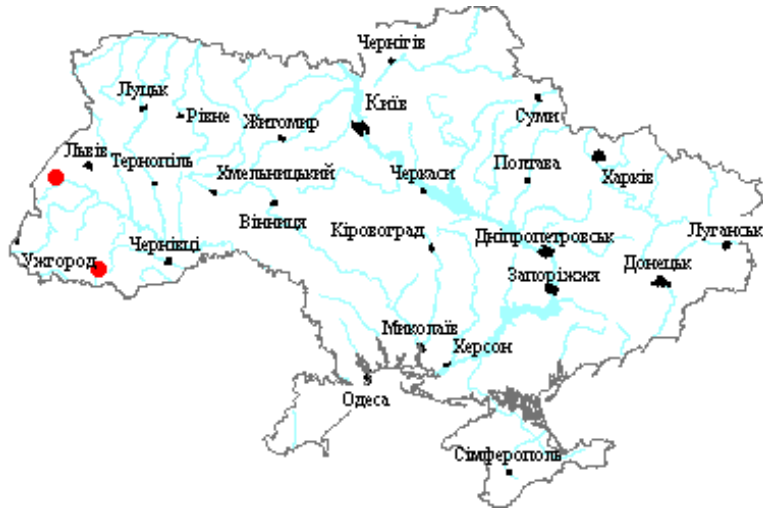 Чернігів
Луцьк
Рівне
Київ
Суми
Житомир
Львів
Тернопіль
Хмельницький
Черкаси
Полтава
Харків
Вінниця
Кіровоград
Дніпропетровськ
Луганськ
Ужгород
Чернівці
Донецьк
Запоріжжя
Миколаїв
Херсон
Одеса
Сімферополь